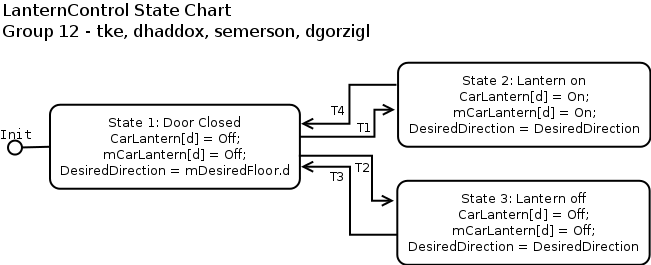 LanternControl State Chart
Group 12 - tke, dhaddox, semerson, dgorzigl
Init
State 1: Door Closed
CarLantern[d] = Off;
mCarLantern[d] = Off;
DesiredDirection = mDesiredFloor.d
T4
T1
T2
T3
State 2: Lantern on
CarLantern[d] = On;
mCarLantern[d] = On;
DesiredDirection = DesiredDirection
State 3: Lantern off
CarLantern[d] = Off;
mCarLantern[d] = Off;
DesiredDirection = DesiredDirection